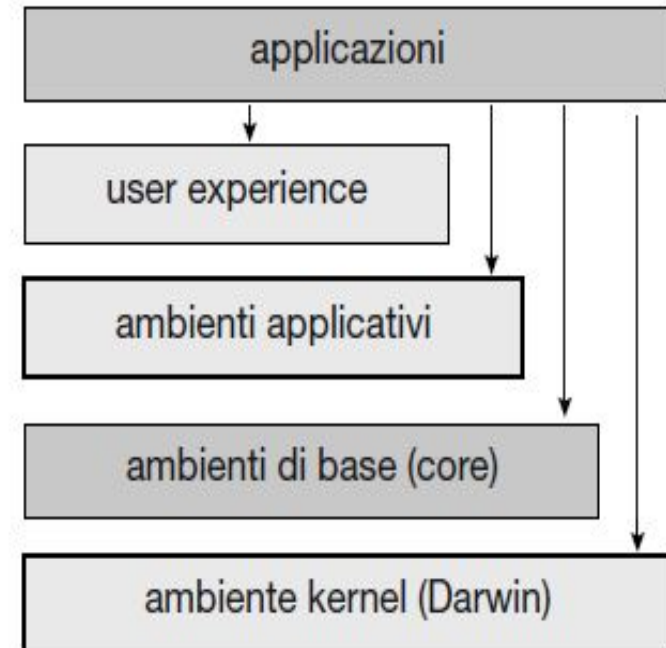 applicazioni
user experience
ambienti applicativi
ambienti di base (core)
ambiente kernel (Darwin)